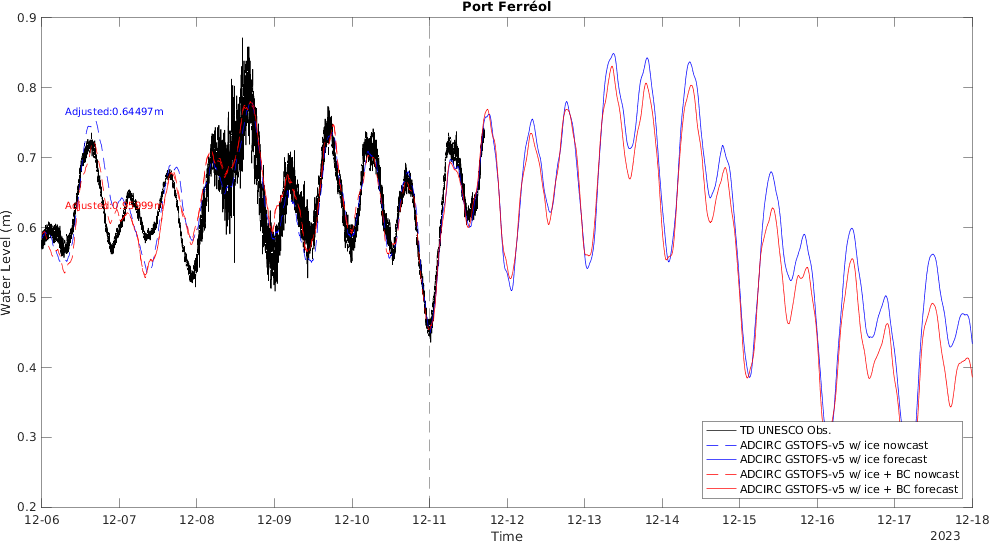 Port Ferréol
0.9
0.8
0.7
0.6
0.5
0.4
0.3
0.2
Water Level (m)
Adjusted:0.64497m
TD UNESCO Obs.
ADCIRC GSTOFS-v5 w/ ice nowcast
ADCIRC GSTOFS-v5 w/ ice forecast
ADCIRC GSTOFS-v5 w/ ice + BC nowcast
ADCIRC GSTOFS-v5 w/ ice + BC forecast
12-06 12-07 12-08 12-09 12-10 12-11 12-12 12-13 12-14 12-15 12-16 12-17 12-18
Time
2023